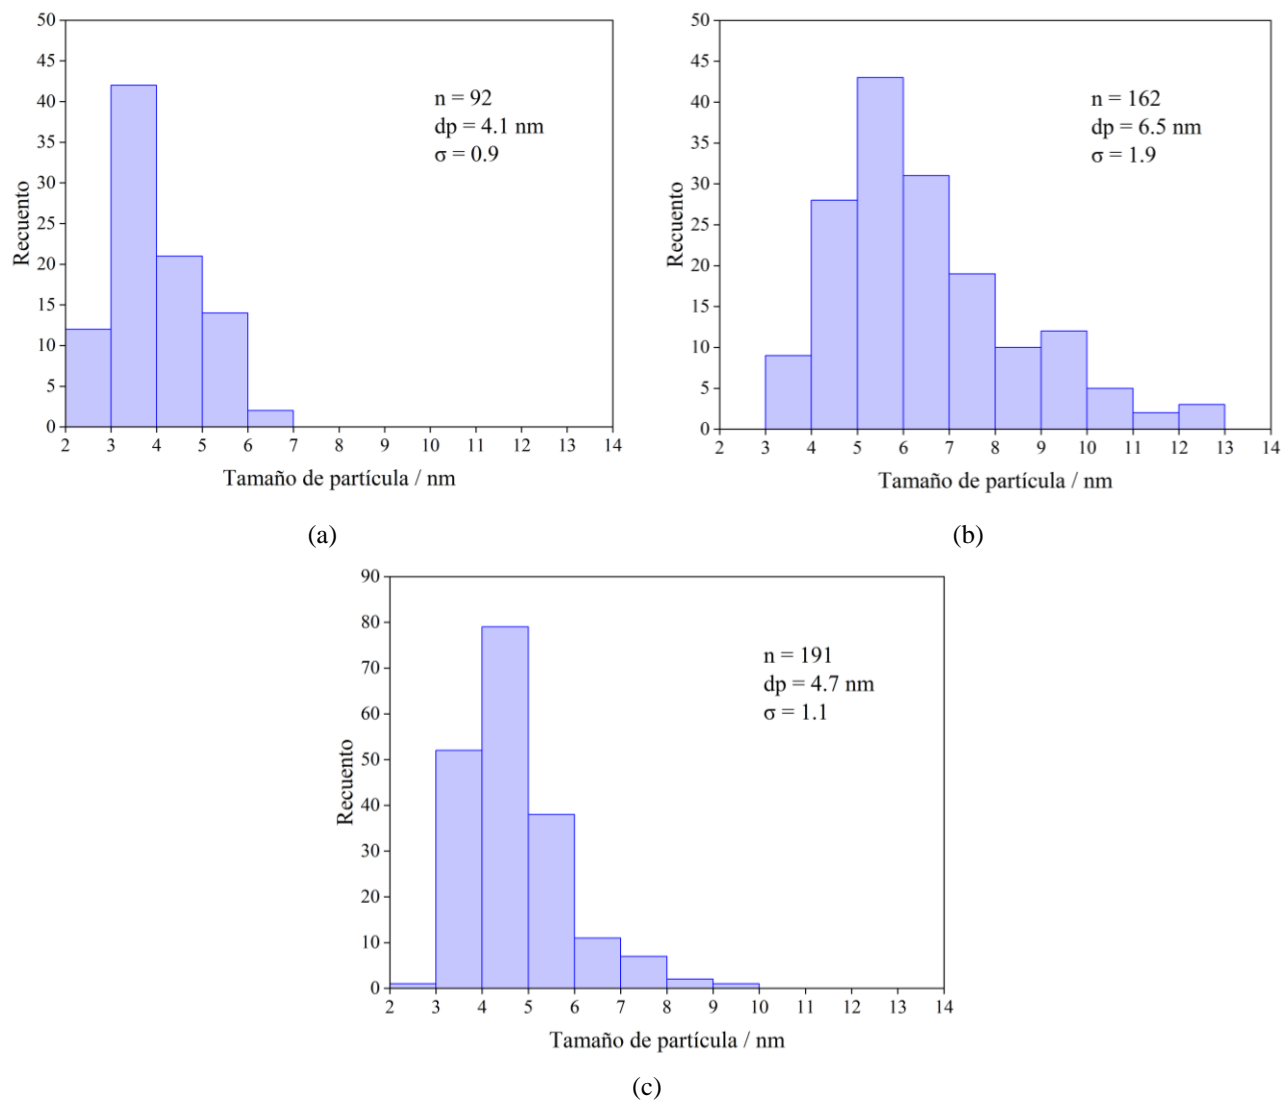 50
45
40
35
30
25
20
15
10
5
0
Recuento
n = 92
dp = 4.1 nm
σ = 0.9
2 3 4 5 6 7 8 9 10 11 12 13 14
Tamaño de partícula / nm
(a)
50
45
40
35
30
25
20
15
10
5
0
Recuento
n = 162
dp = 6.5 nm
σ = 1.9
2 3 4 5 6 7 8 9 10 11 12 13 14
Tamaño de partícula / nm
(b)
90
80
70
60
50
40
30
20
10
0
Recuento
n = 191
dp = 4.7 nm
σ = 1.1
2 3 4 5 6 7 8 9 10 11 12 13 14
Tamaño de partícula / nm
(c)